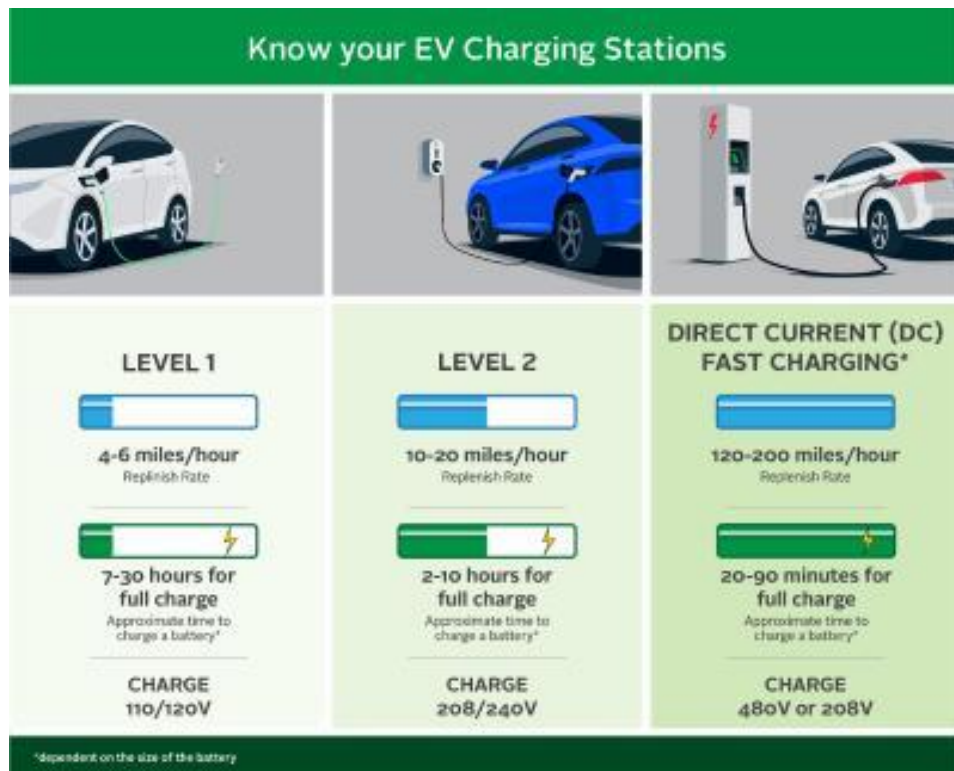 Know your EV Charging Stations
LEVEL 1
4-6 miles/hour
Replinish Rate
7-30 hours for
full charge
Approximate time to
charge a battery*
CHARGE
110/120V
LEVEL 2
10-20 miles/hour
Replenish Rate
2-10 hours for
full charge
Approximate time to
charge a battery*
CHARGE
208/240V
DIRECT CURRENT (DC)
FAST CHARGING*
120-200 miles/hour
Replenish Rate
20-90 minutes for
full charge
Approximate time to
charge a battery*
CHARGE
480V or 208V
*dependent on the size of the battery